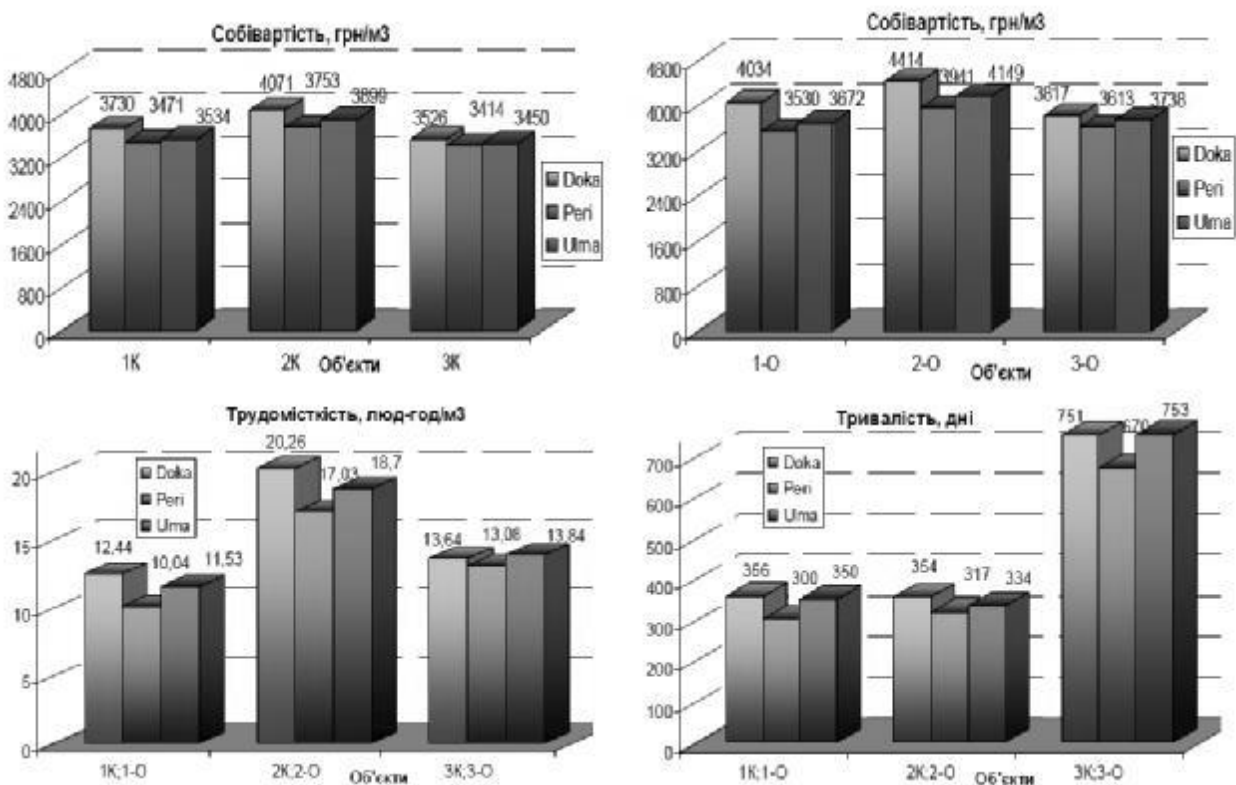 Собівартість, грн/м3
4800
4000
3200
2400
1600
800
0
3730
3471
3534
4071
3753
3899
3526
3414
3450
Doka
Peri
Ulma
1К
2К
3К
Об'єкти
Собівартість, грн/м3
4800
4000
3200
2400
1600
800
0
4034
3530
3672
4414
3941
4149
3817
3613
3738
Doka
Peri
Ulma
1-О
2-О
3-О
Об'єкти
Трудомісткість, люд-год/м3
20
15
10
5
0
12,44
10,04
11,53
20,26
17,03
18,7
13,64
13,08
13,84
Doka
Peri
Ulma
1К;1-О
2К;2-О
3К;3-О
Об'єкти
Тривалість, дні
700
600
500
400
300
200
100
0
356
300
350
354
317
334
751
670
753
Doka
Peri
Ulma
1К;1-О
2К;2-О
3К;3-О
Об'єкти